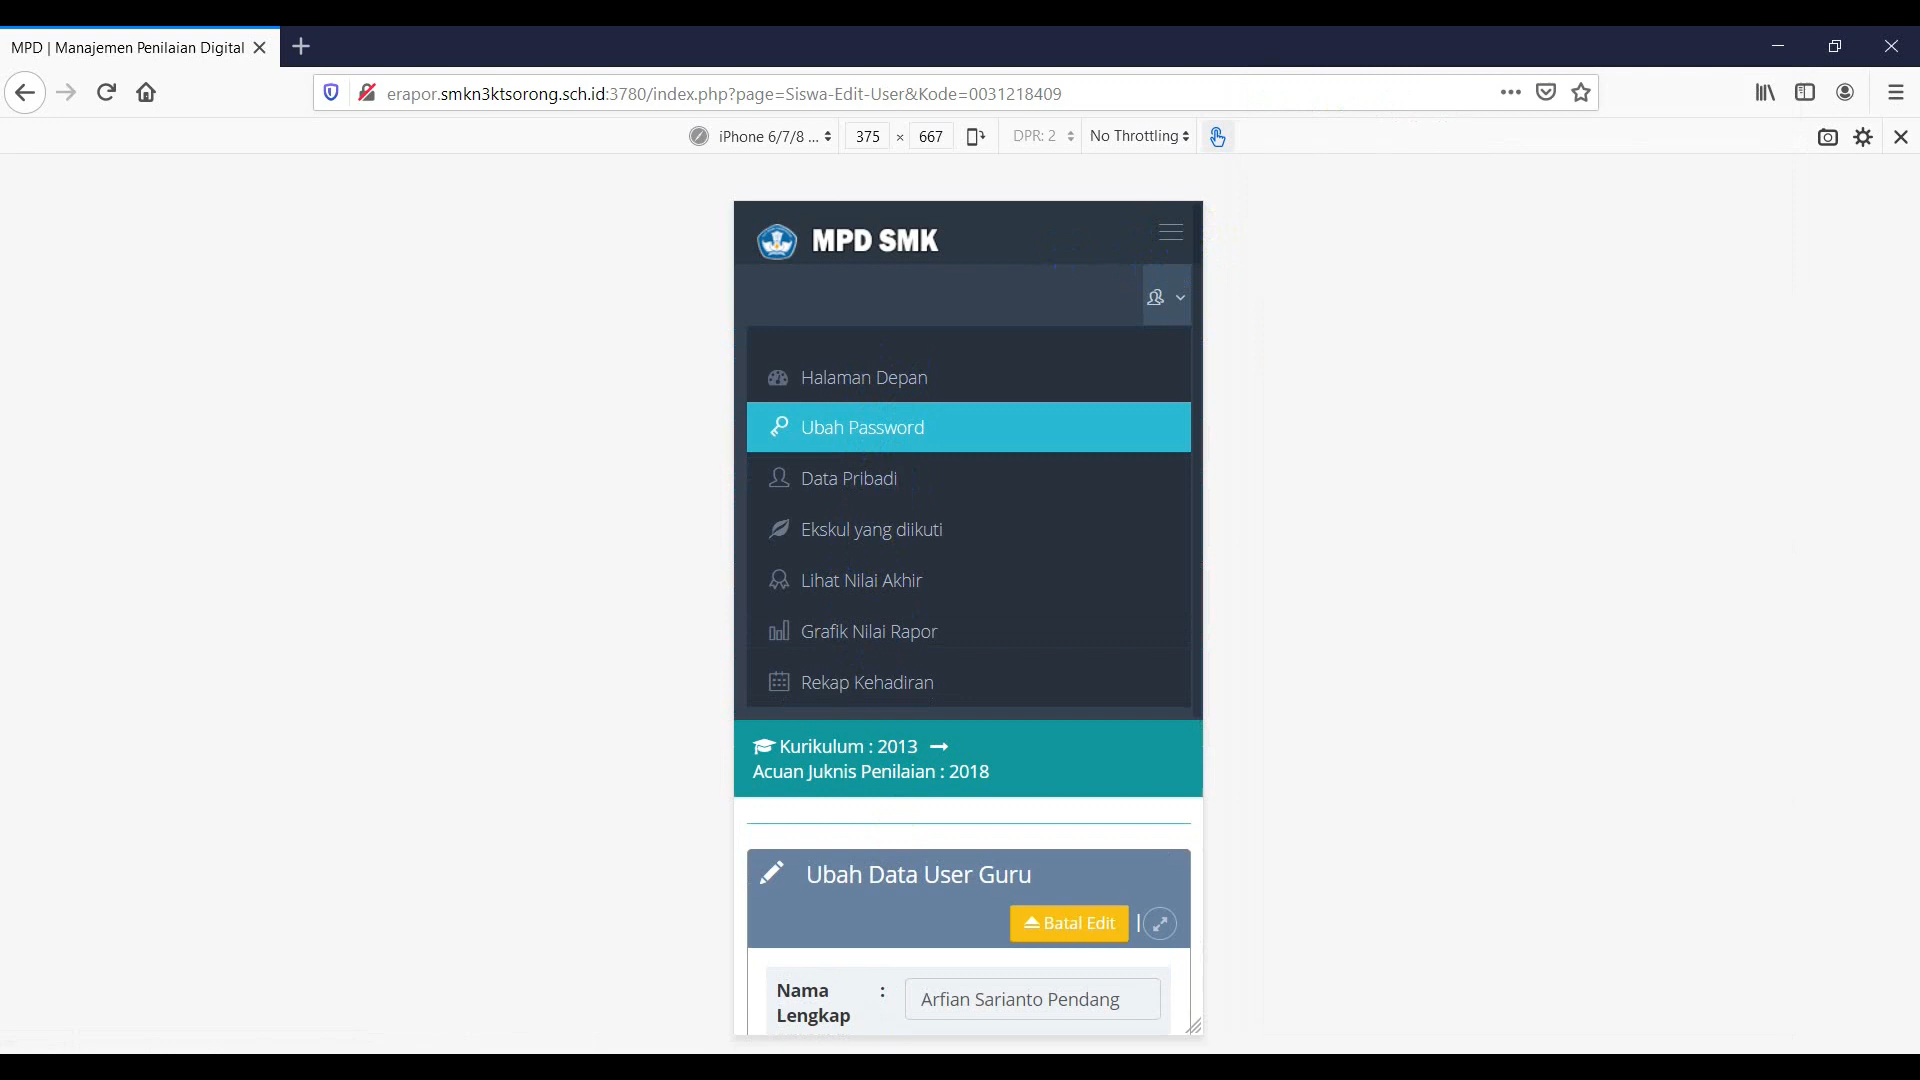 MPD | Manajemen Penilaian Digital
erapor.smkn3ktsorong.sch.id:3780/index.php?page=Siswa-Edit-User&Kode=0031218409
iPhone 6/7/8 ... 375 × 667 DPR: 2 No Throttling
MPD SMK
Halaman Depan
Ubah Password
Data Pribadi
Ekskul yang diikuti
Lihat Nilai Akhir
Grafik Nilai Rapor
Rekap Kehadiran
Kurikulum : 2013 →
Acuan Juknis Penilaian : 2018
Ubah Data User Guru
Batal Edit |
Nama : Arfian Sarianto Pendang
Lengkap